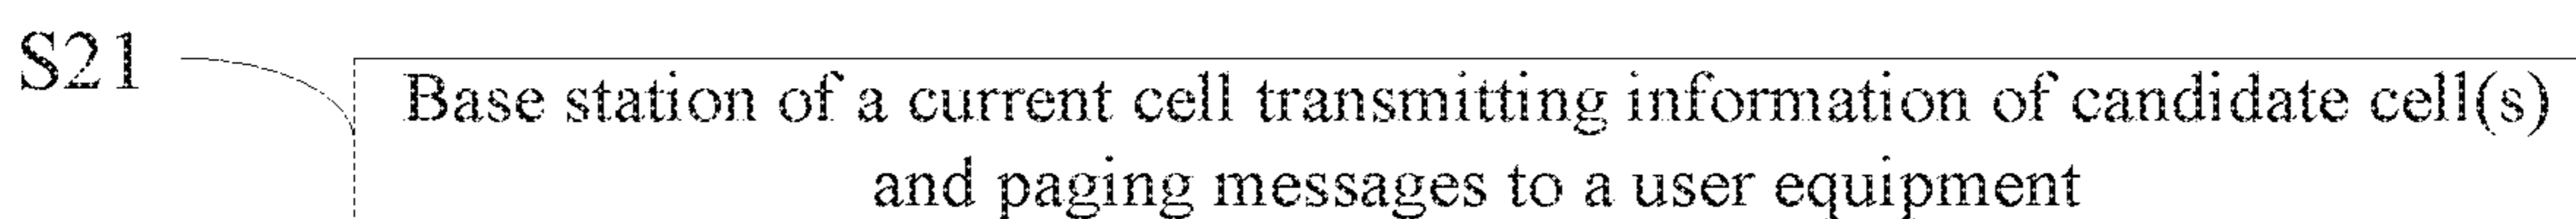 S21
Base station of a current cell transmitting information of candidate cell(s)
and paging messages to a user equipment